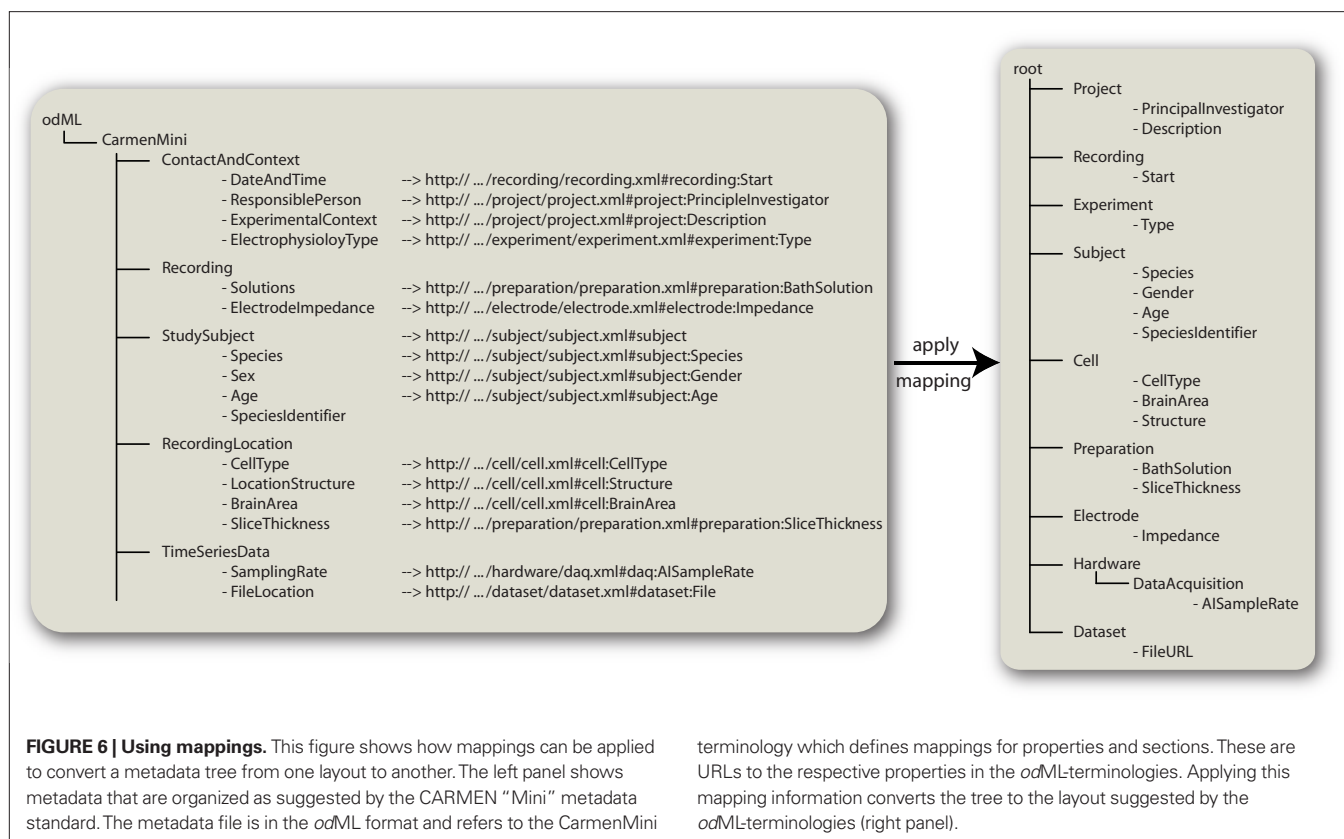 odML
CarmenMini
ContactAndContext
- DateAndTime --> http:// .../recording/recording.xml#recording:Start
- ResponsiblePerson --> http:// .../project/project.xml#project:PrincipleInvestigator
- ExperimentalContext --> http:// .../project/project.xml#project:Description
- ElectrophysioloyType --> http:// .../experiment/experiment.xml#experiment:Type
Recording
- Solutions --> http:// .../preparation/preparation.xml#preparation:BathSolution
- ElectrodeImpedance --> http:// .../electrode/electrode.xml#electrode:Impedance
StudySubject --> http:// .../subject/subject.xml#subject
- Species --> http:// .../subject/subject.xml#subject:Species
- Sex --> http:// .../subject/subject.xml#subject:Gender
- Age --> http:// .../subject/subject.xml#subject:Age
- SpeciesIdentifier
RecordingLocation
- CellType --> http:// .../cell/cell.xml#cell:CellType
- LocationStructure --> http:// .../cell/cell.xml#cell:Structure
- BrainArea --> http:// .../cell/cell.xml#cell:BrainArea
- SliceThickness --> http:// .../preparation/preparation.xml#preparation:SliceThickness
TimeSeriesData
- SamplingRate --> http:// .../hardware/daq.xml#daq:AISampleRate
- FileLocation --> http:// .../dataset/dataset.xml#dataset:File
apply
mapping
root
Project
- PrincipalInvestigator
- Description
Recording
- Start
Experiment
- Type
Subject
- Species
- Gender
- Age
- SpeciesIdentifier
Cell
- CellType
- BrainArea
- Structure
Preparation
- BathSolution
- SliceThickness
Electrode
- Impedance
Hardware
DataAcquisition
- AISampleRate
Dataset
- FileURL
FIGURE 6 | Using mappings. This figure shows how mappings can be applied
to convert a metadata tree from one layout to another. The left panel shows
metadata that are organized as suggested by the CARMEN “Mini” metadata
standard. The metadata file is in the odML format and refers to the CarmenMini
terminology which defines mappings for properties and sections. These are
URLs to the respective properties in the odML-terminologies. Applying this
mapping information converts the tree to the layout suggested by the
odML-terminologies (right panel).